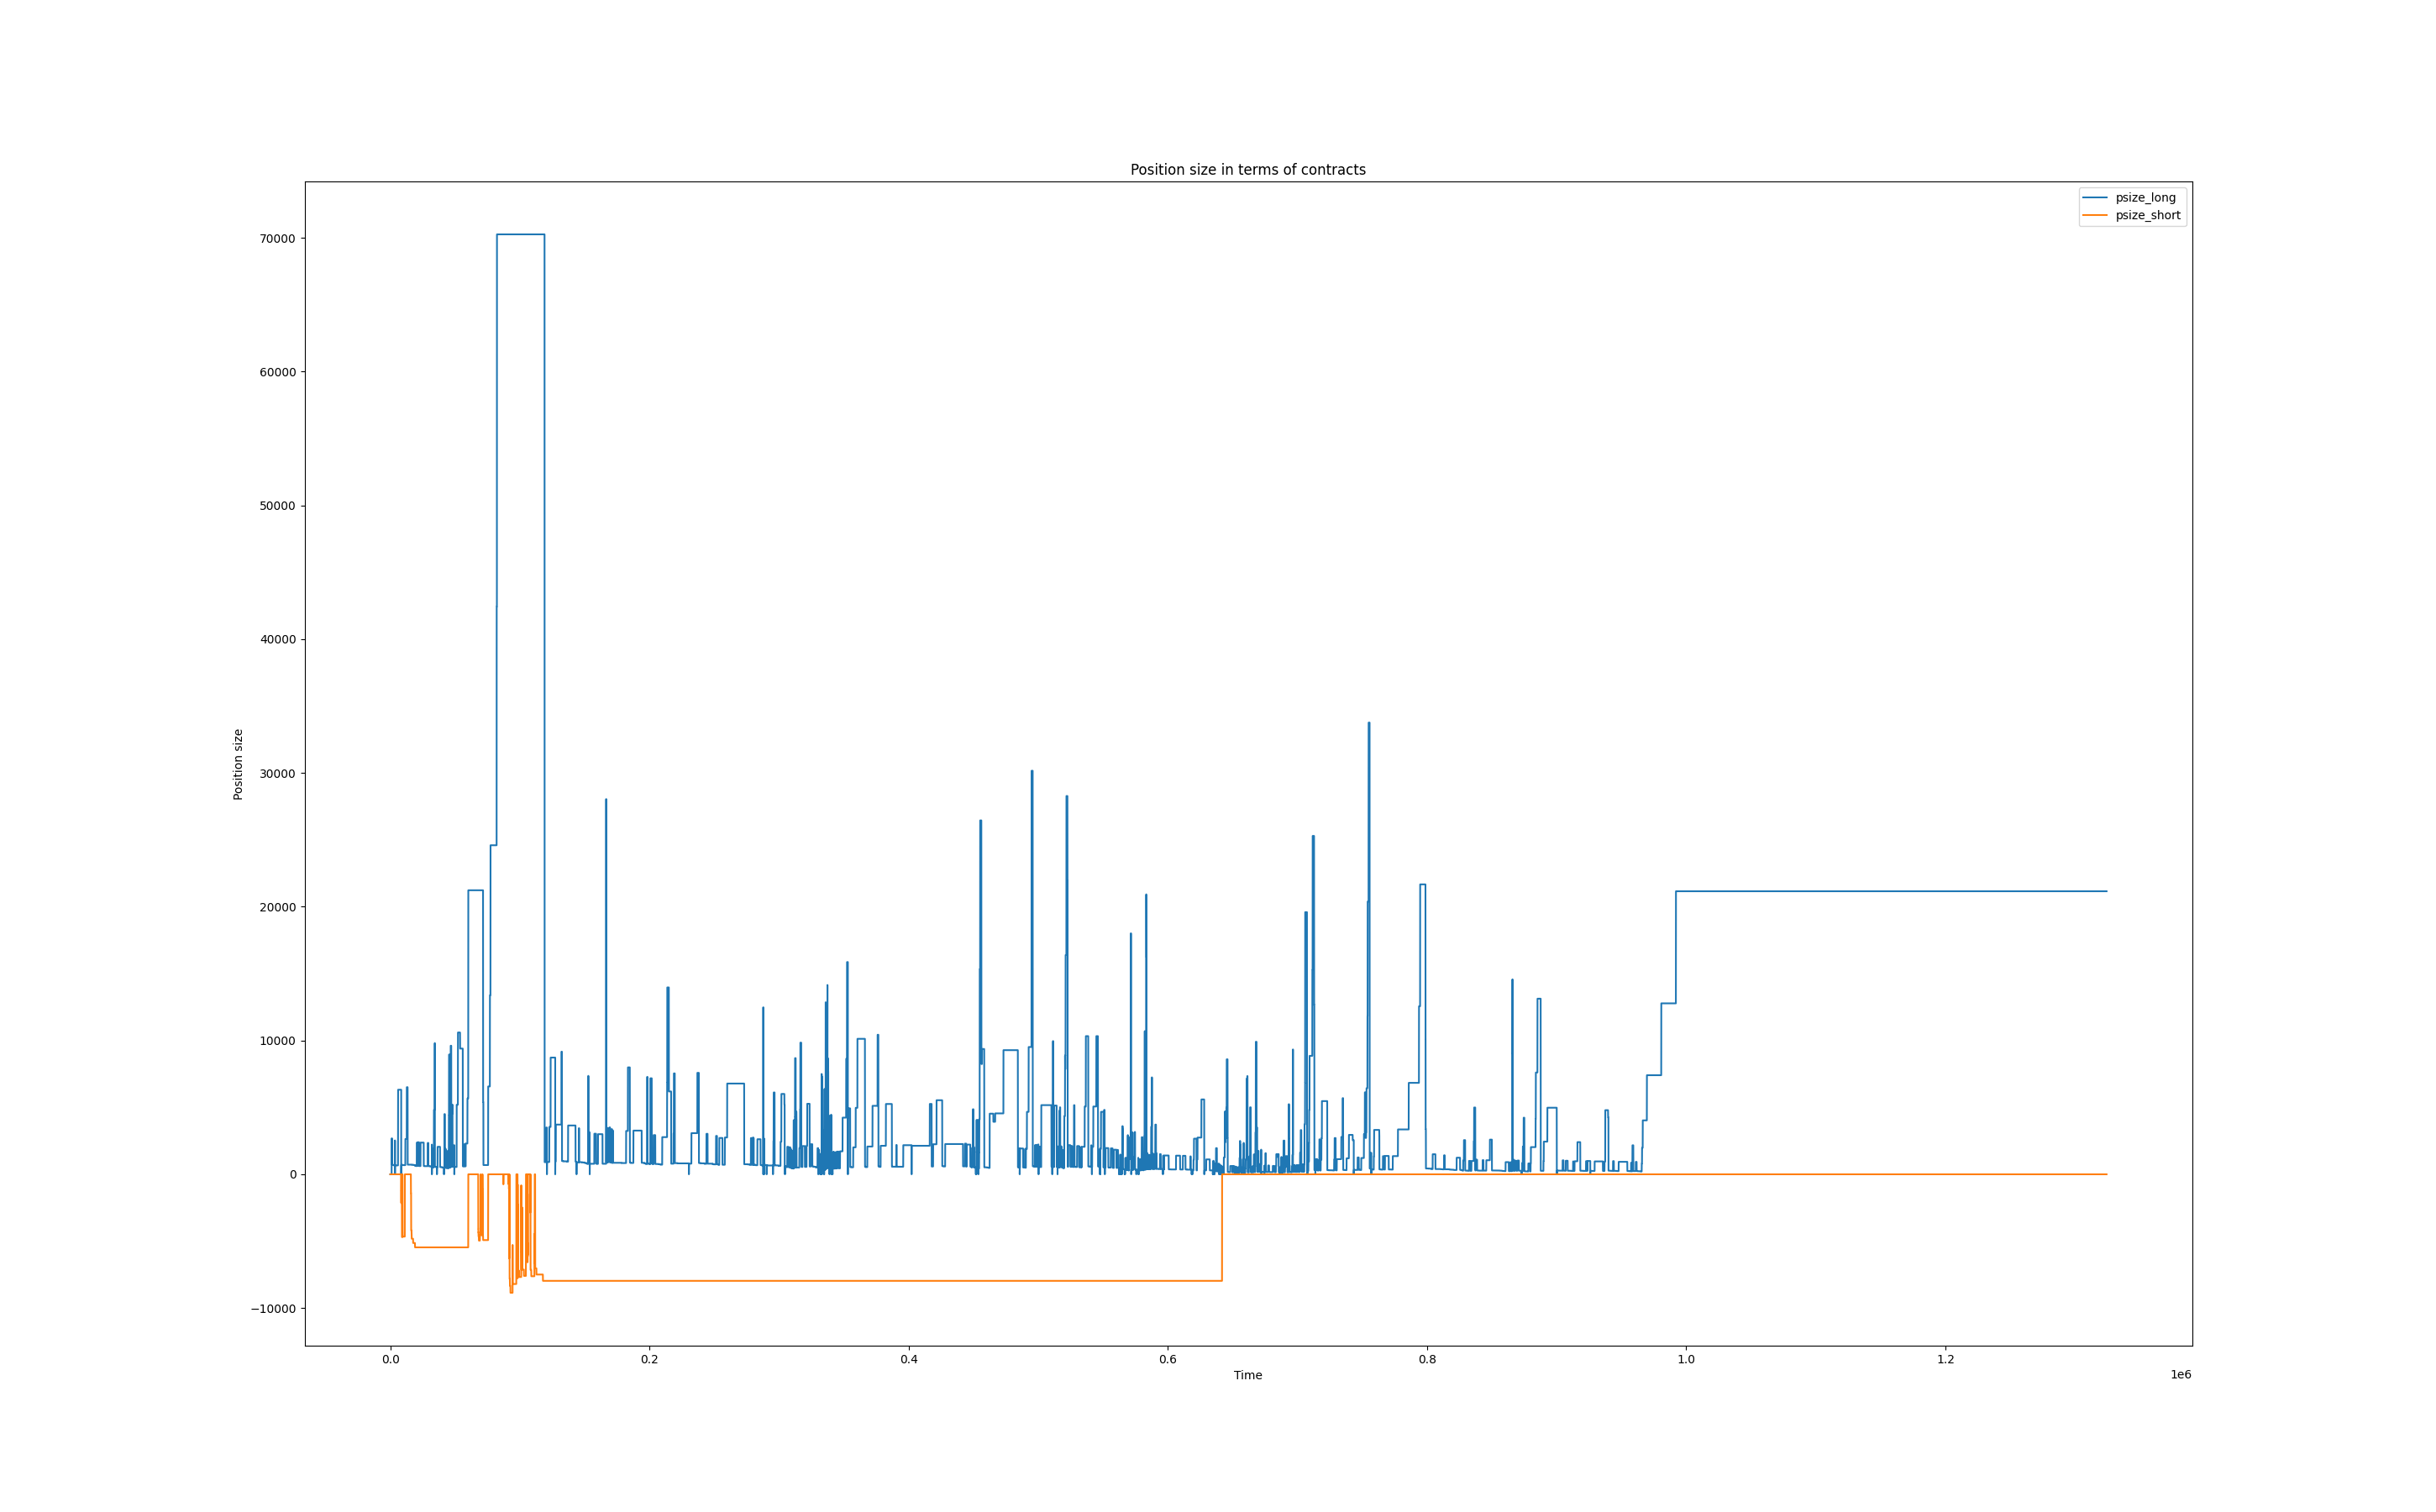 Position size in terms of contracts
psize_long
psize_short
70000
60000
50000
40000
30000
20000
10000
0
−10000
Position size
0.0 0.2 0.4 0.6 0.8 1.0 1.2
Time
1e6